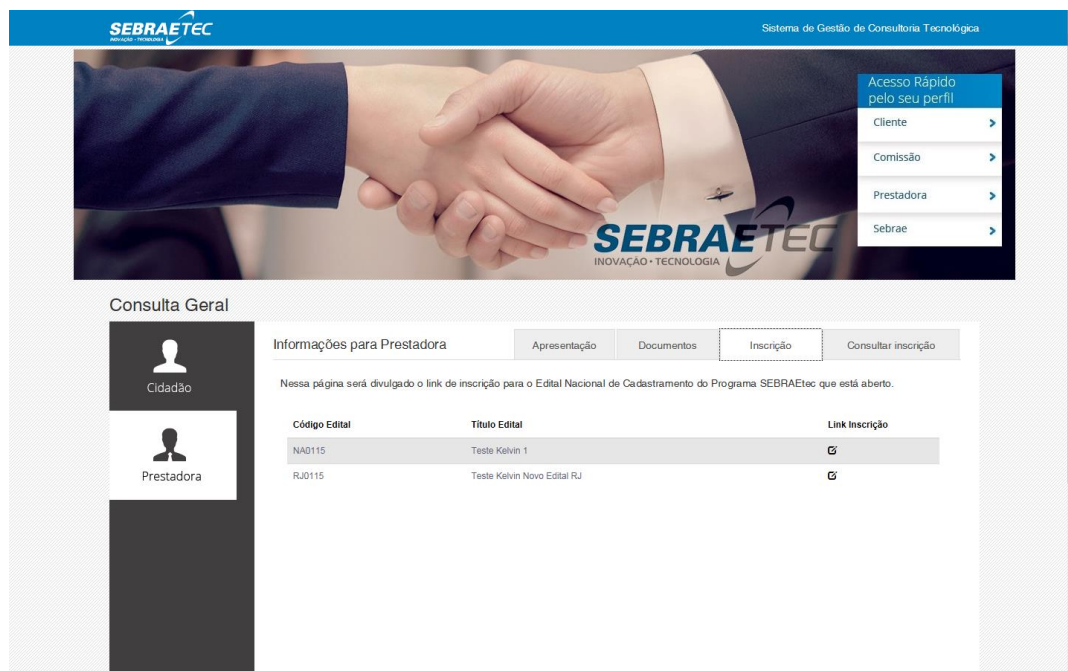 SEBRAETEC
INOVAÇÃO • TECNOLOGIA
Sistema de Gestão de Consultoria Tecnológica
Acesso Rápido
pelo seu perfil
Cliente
Comissão
Prestadora
Sebrae
SEBRAETEC
INOVAÇÃO • TECNOLOGIA
Consulta Geral
Cidadão
Prestadora
Informações para Prestadora Apresentação Documentos Inscrição Consultar inscrição
Nessa página será divulgado o link de inscrição para o Edital Nacional de Cadastramento do Programa SEBRAEtec que está aberto.
Código Edital Título Edital Link Inscrição
NA0115 Teste Kelvin 1
RJ0115 Teste Kelvin Novo Edital RJ